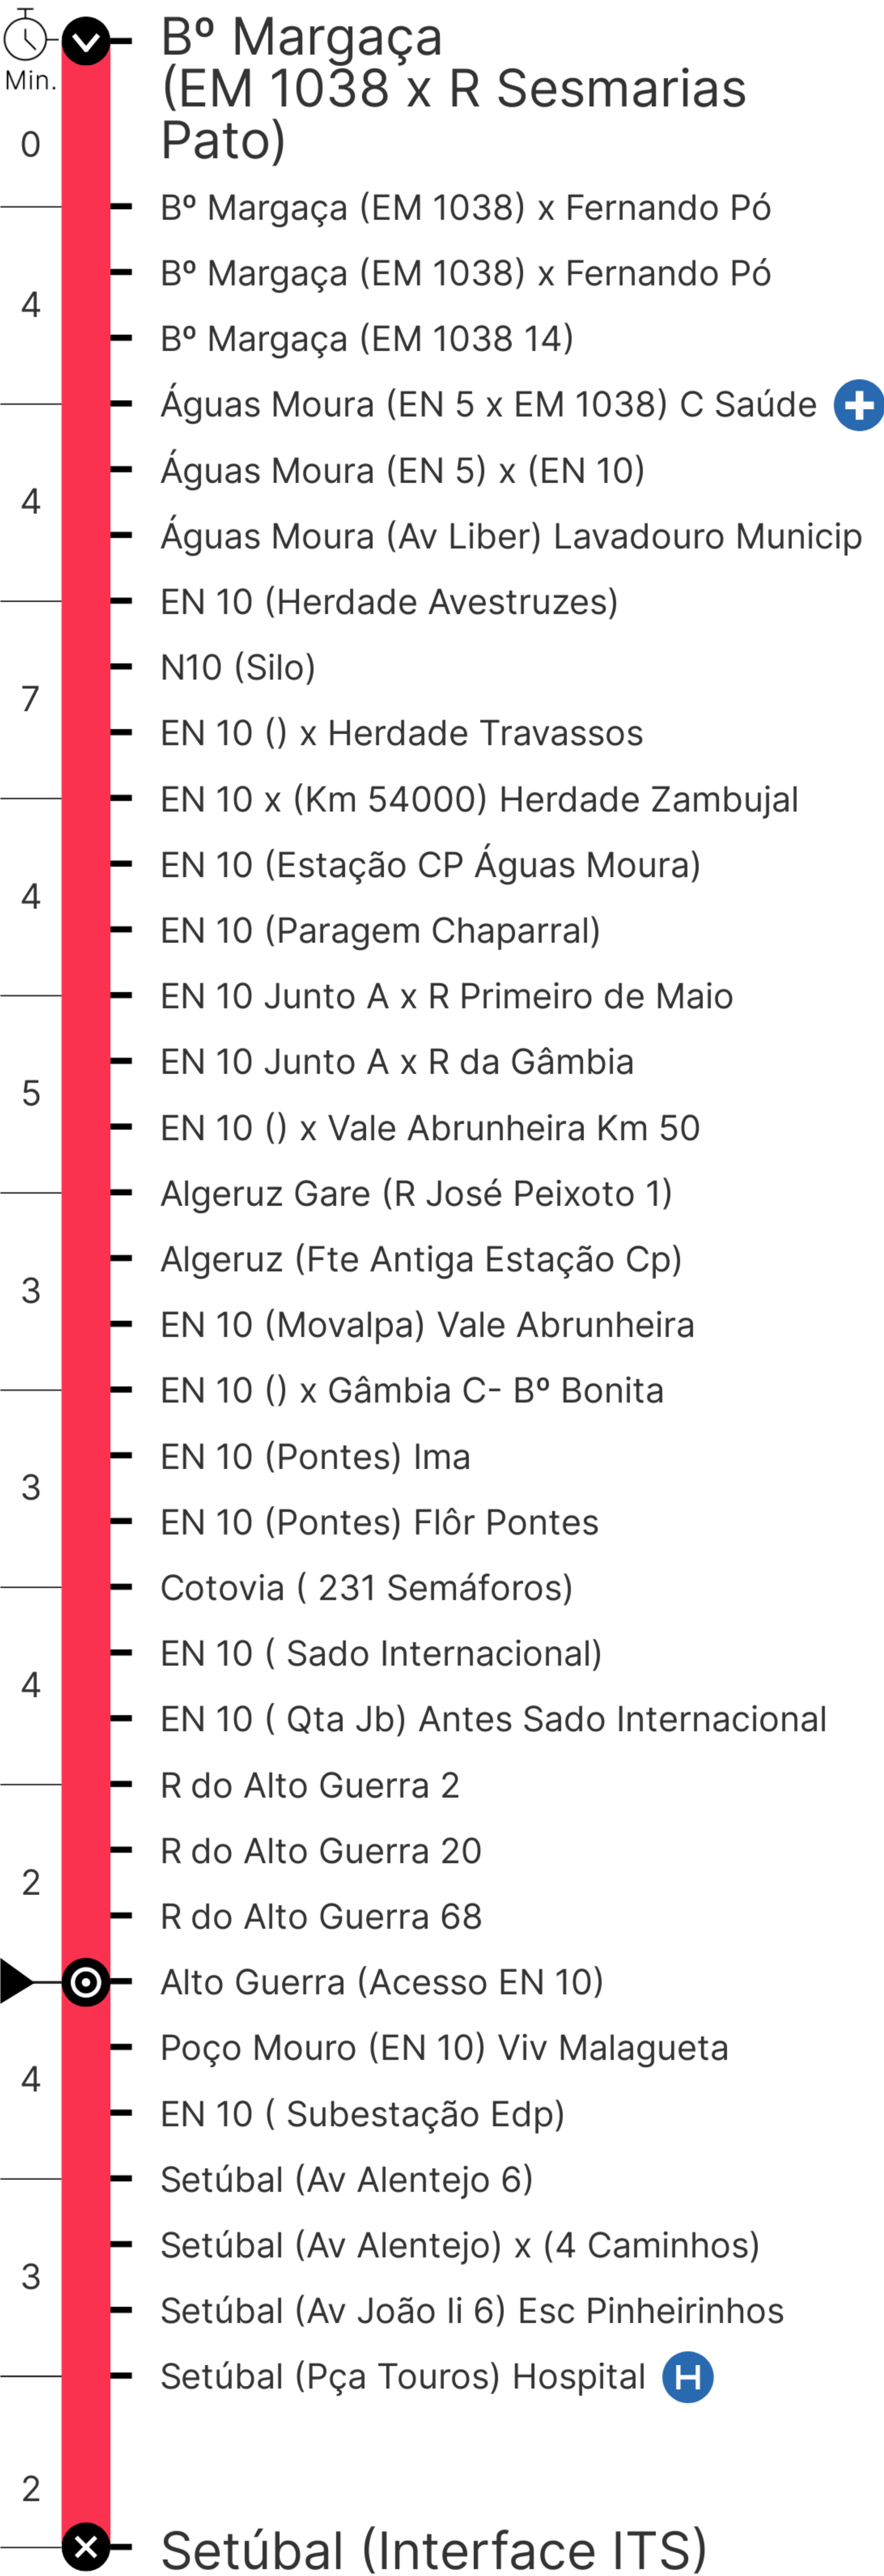 Bº Margaça
(EM 1038 x R Sesmarias
Pato)
Min.
0
Bº Margaça (EM 1038) x Fernando Pó
Bº Margaça (EM 1038) x Fernando Pó
4
Bº Margaça (EM 1038 14)
Águas Moura (EN 5 x EM 1038) C Saúde
Águas Moura (EN 5) x (EN 10)
4
Águas Moura (Av Liber) Lavadouro Municip
EN 10 (Herdade Avestruzes)
N10 (Silo)
7
EN 10 () x Herdade Travassos
EN 10 x (Km 54000) Herdade Zambujal
EN 10 (Estação CP Águas Moura)
4
EN 10 (Paragem Chaparral)
EN 10 Junto A x R Primeiro de Maio
EN 10 Junto A x R da Gâmbia
5
EN 10 () x Vale Abrunheira Km 50
Algeruz Gare (R José Peixoto 1)
Algeruz (Fte Antiga Estação Cp)
3
EN 10 (Movalpa) Vale Abrunheira
EN 10 () x Gâmbia C- Bº Bonita
EN 10 (Pontes) Ima
3
EN 10 (Pontes) Flôr Pontes
Cotovia ( 231 Semáforos)
EN 10 ( Sado Internacional)
4
EN 10 ( Qta Jb) Antes Sado Internacional
R do Alto Guerra 2
R do Alto Guerra 20
2
R do Alto Guerra 68
Alto Guerra (Acesso EN 10)
Poço Mouro (EN 10) Viv Malagueta
4
EN 10 ( Subestação Edp)
Setúbal (Av Alentejo 6)
Setúbal (Av Alentejo) x (4 Caminhos)
3
Setúbal (Av João Ii 6) Esc Pinheirinhos
Setúbal (Pça Touros) Hospital H
2
Setúbal (Interface ITS)